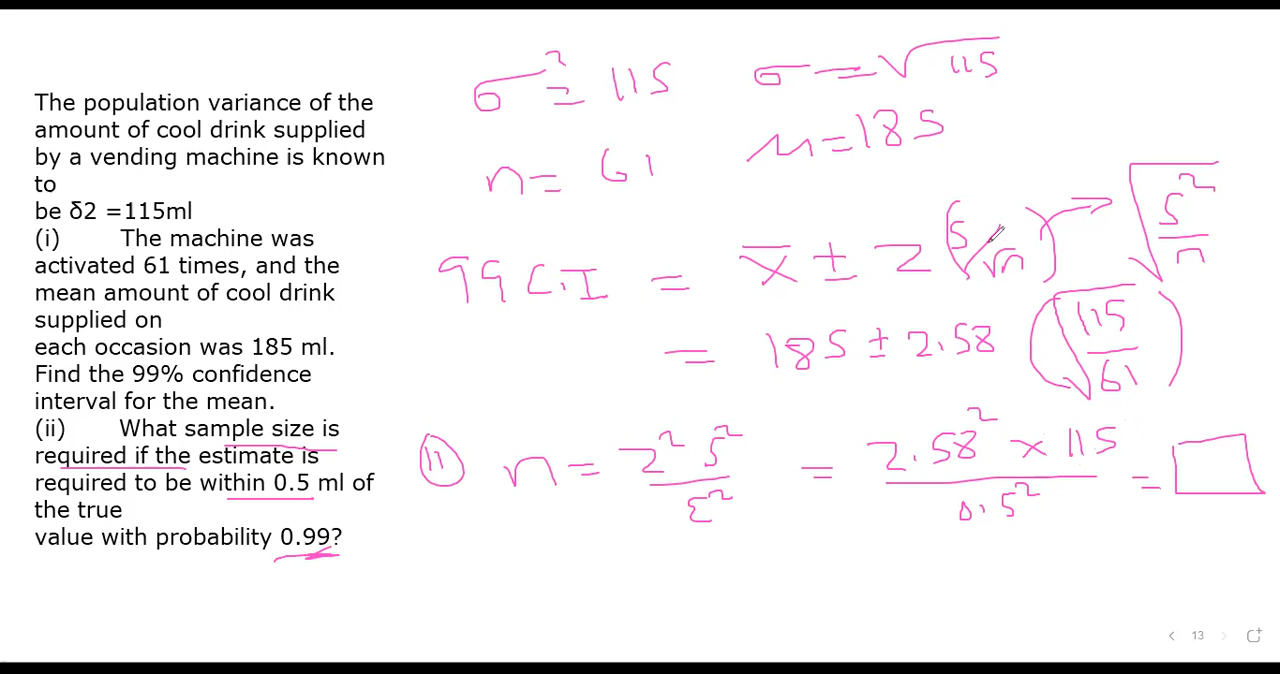 The population variance of the
amount of cool drink supplied
by a vending machine is known
to
be δ2 =115ml
(i) The machine was
activated 61 times, and the
mean amount of cool drink
supplied on
each occasion was 185 ml.
Find the 99% confidence
interval for the mean.
(ii) What sample size is
required if the estimate is
required to be within 0.5 ml of
the true
value with probability 0.99?
σ² = 115
σ = √115
n = 61
μ = 185
99 C.I = x̄ ± Z (s/√n) → √(s²/n)
= 185 ± 2.58 (√(115/61))
(ii) n = Z² s² / ε² = 2.58² × 115 / 0.5² =
13